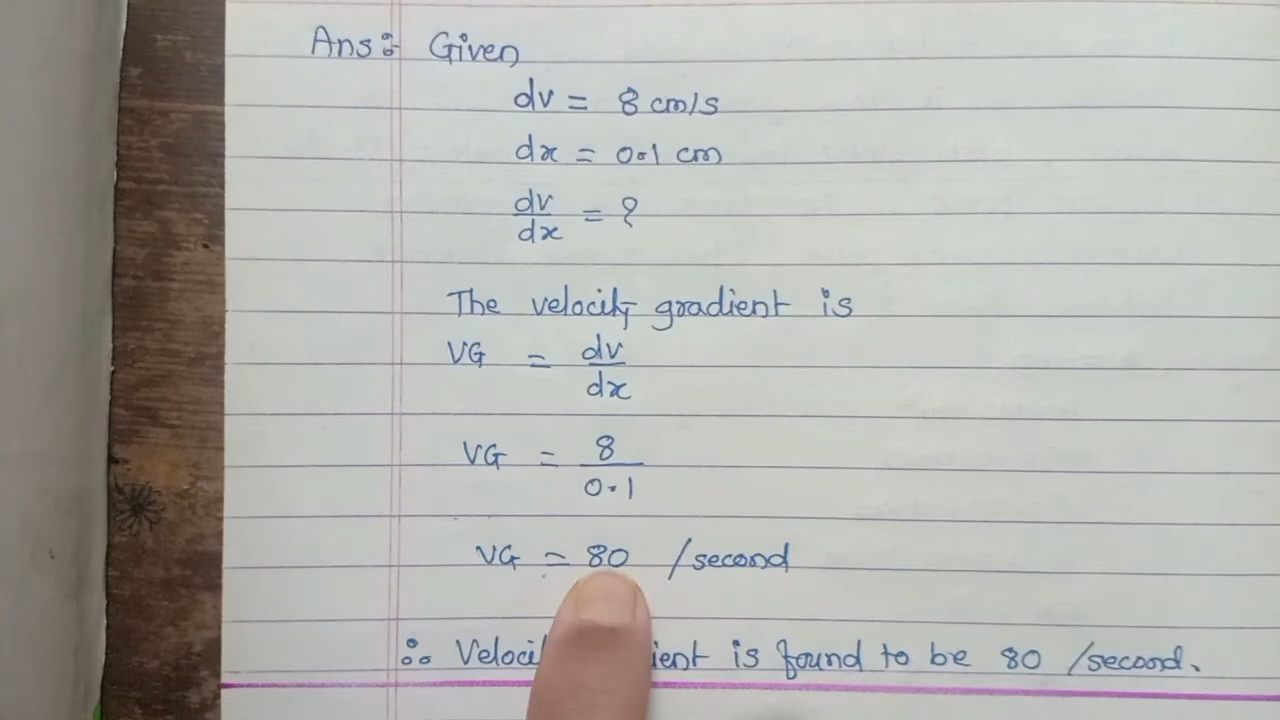 Ans:- Given
dv = 8 cm/s
dx = 0.1 cm
dv/dx = ?
The velocity gradient is
VG = dv/dx
VG = 8/0.1
VG = 80 /second
∴ Veloci ient is found to be 80 /second.